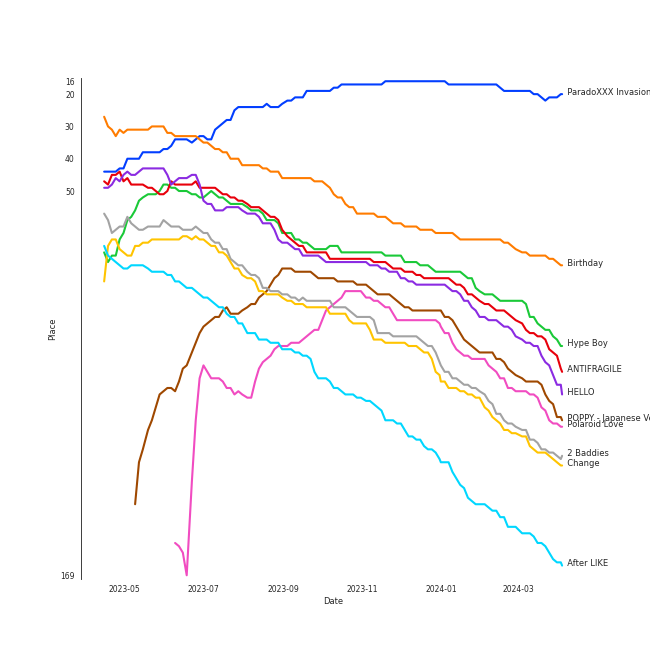 16
20
30
40
50
169
Place
2023-05
2023-07
2023-09
2023-11
2024-01
2024-03
Date
ParadoXXX Invasion
Birthday
Hype Boy
ANTIFRAGILE
HELLO
POPPY - Japanese Ve
Polaroid Love
2 Baddies
Change
After LIKE